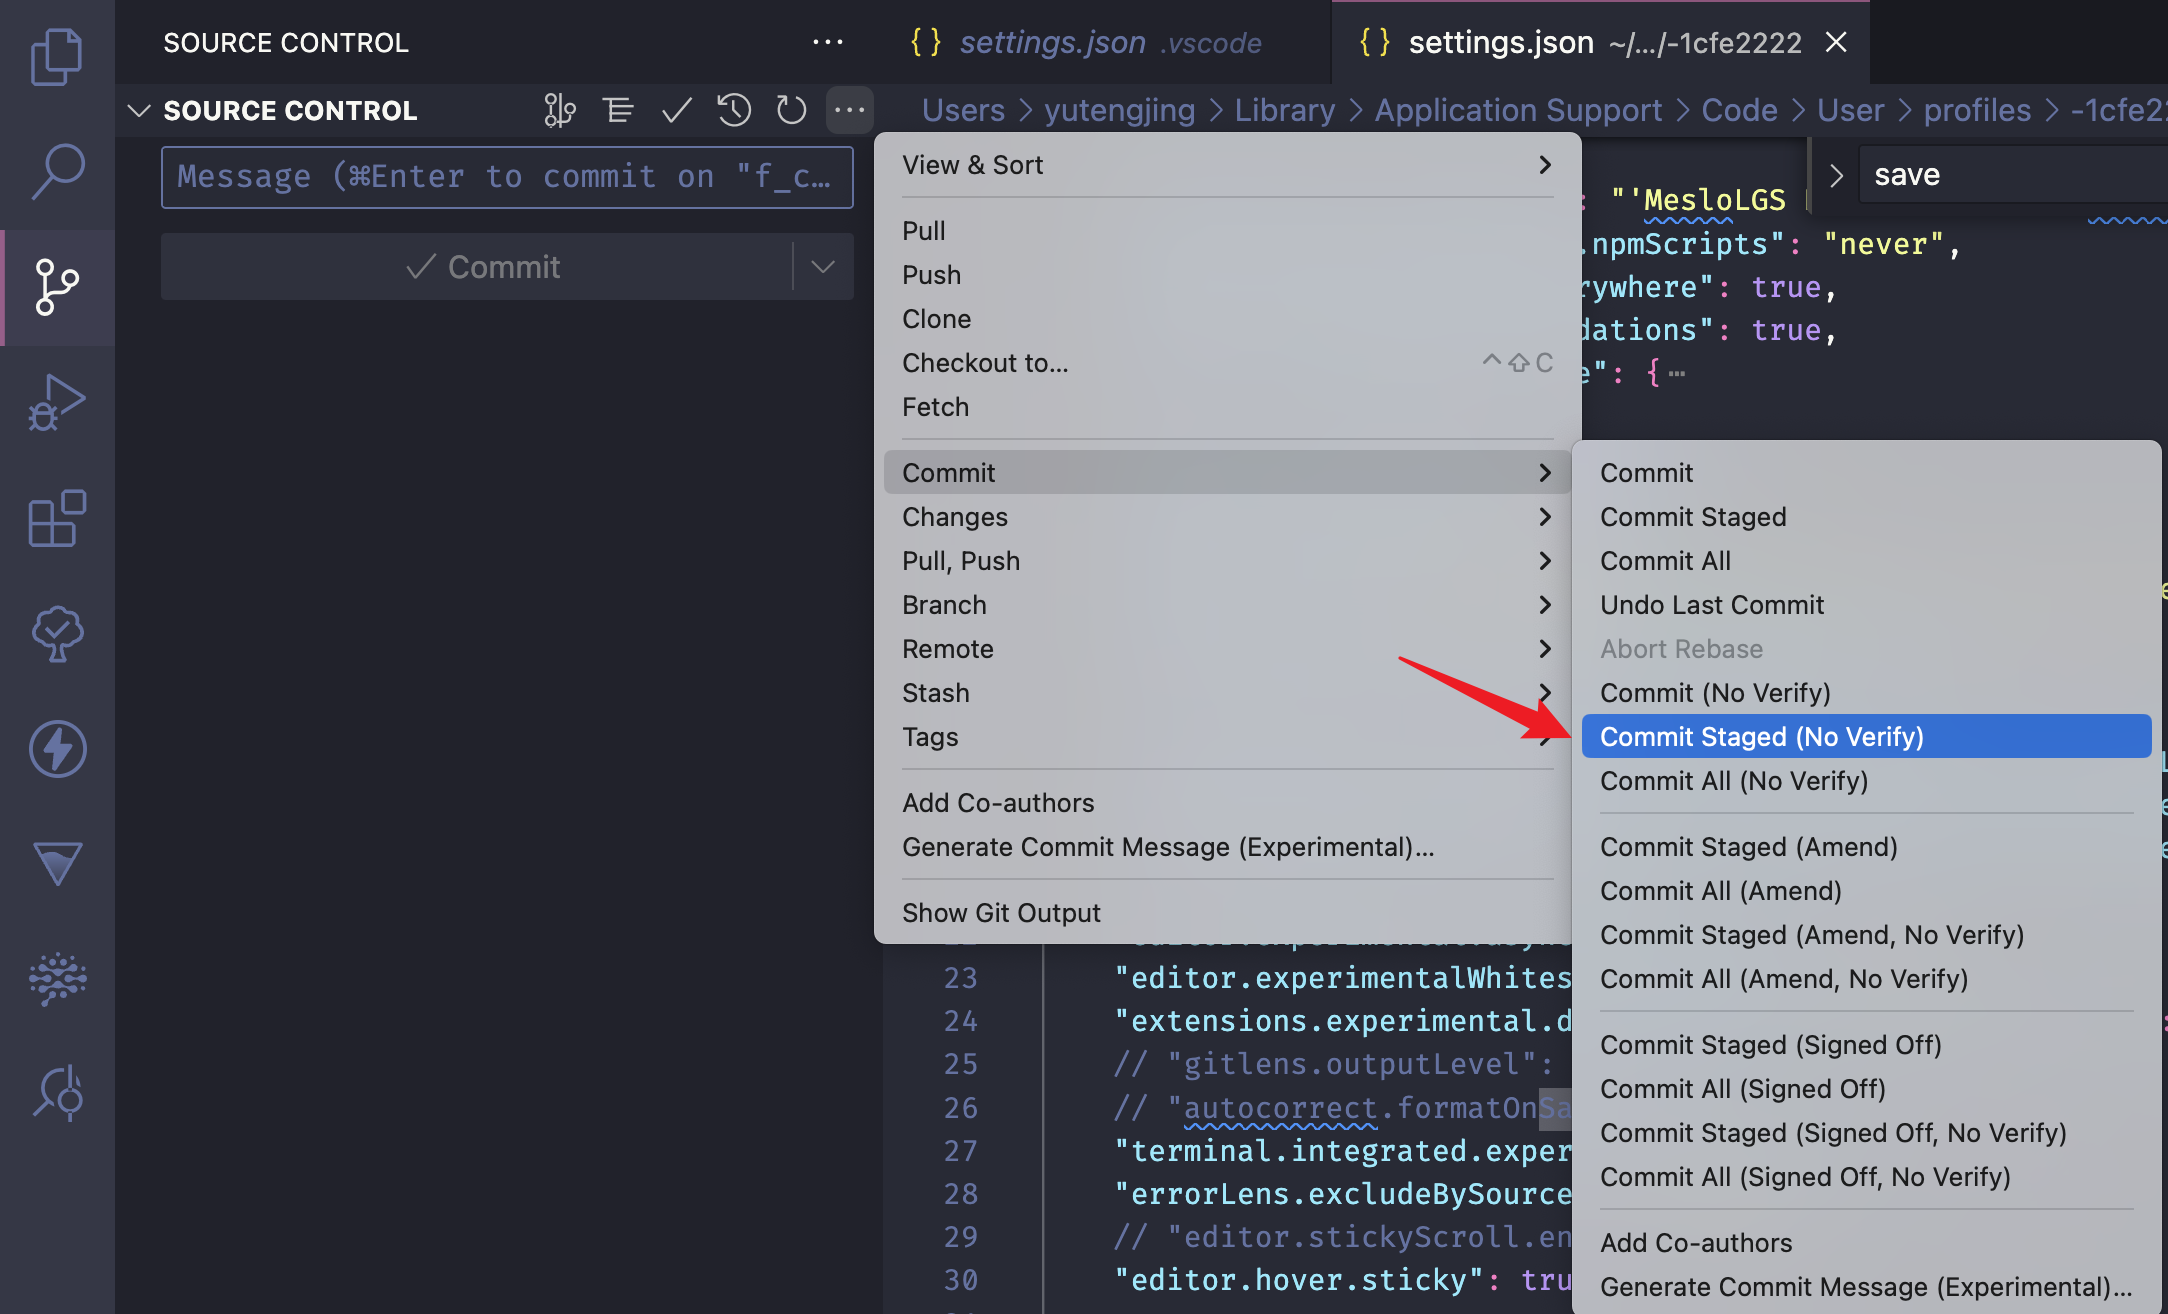 SOURCE CONTROL
SOURCE CONTROL
Message (⌘Enter to commit on "f_c…
Commit
{} settings.json .vscode
{} settings.json ~/.../-1cfe2222
Users > yutengjing > Library > Application Support > Code > User > profiles > -1cfe2
save
: "'MesloLGS
.npmScripts": "never",
rywhere": true,
dations": true,
e": {…
View & Sort
Pull
Push
Clone
Checkout to... ⌃⇧C
Fetch
Commit
Changes
Pull, Push
Branch
Remote
Stash
Tags
Add Co-authors
Generate Commit Message (Experimental)...
Show Git Output
Commit
Commit Staged
Commit All
Undo Last Commit
Abort Rebase
Commit (No Verify)
Commit Staged (No Verify)
Commit All (No Verify)
Commit Staged (Amend)
Commit All (Amend)
Commit Staged (Amend, No Verify)
Commit All (Amend, No Verify)
Commit Staged (Signed Off)
Commit All (Signed Off)
Commit Staged (Signed Off, No Verify)
Commit All (Signed Off, No Verify)
Add Co-authors
Generate Commit Message (Experimental)...
23 "editor.experimentalWhites
24 "extensions.experimental.d
25 // "gitlens.outputLevel":
26 // "autocorrect.formatOnSa
27 "terminal.integrated.exper
28 "errorLens.excludeBySource
29 // "editor.stickyScroll.en
30 "editor.hover.sticky": tru